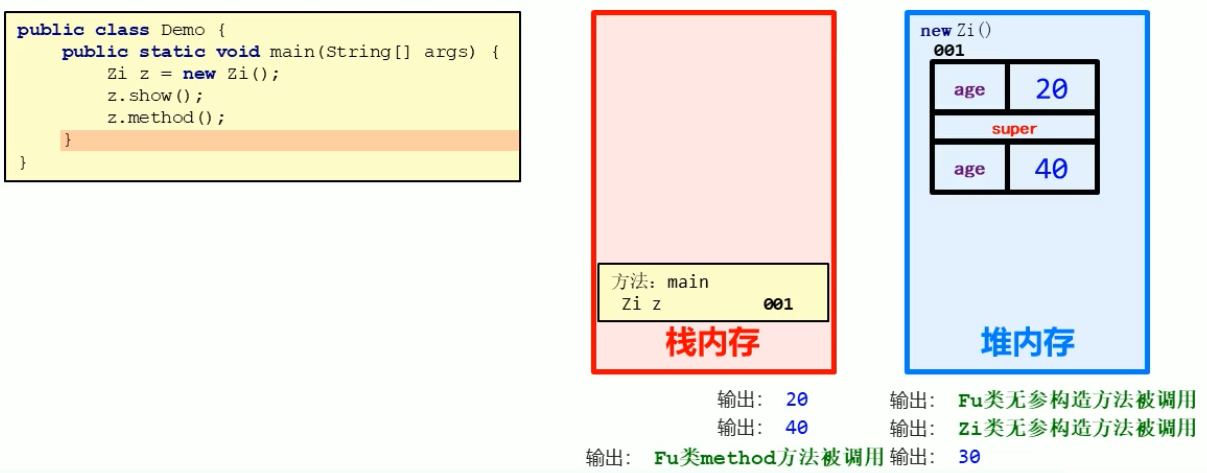 public class Demo {
public static void main(String[] args) {
Zi z = new Zi();
z.show();
z.method();
}
}
方法：main
Zi z 001
栈内存
new Zi()
001
age 20
super
age 40
堆内存
输出： 20
输出： 40
输出： Fu类method方法被调用
输出： Fu类无参构造方法被调用
输出： Zi类无参构造方法被调用
输出： 30